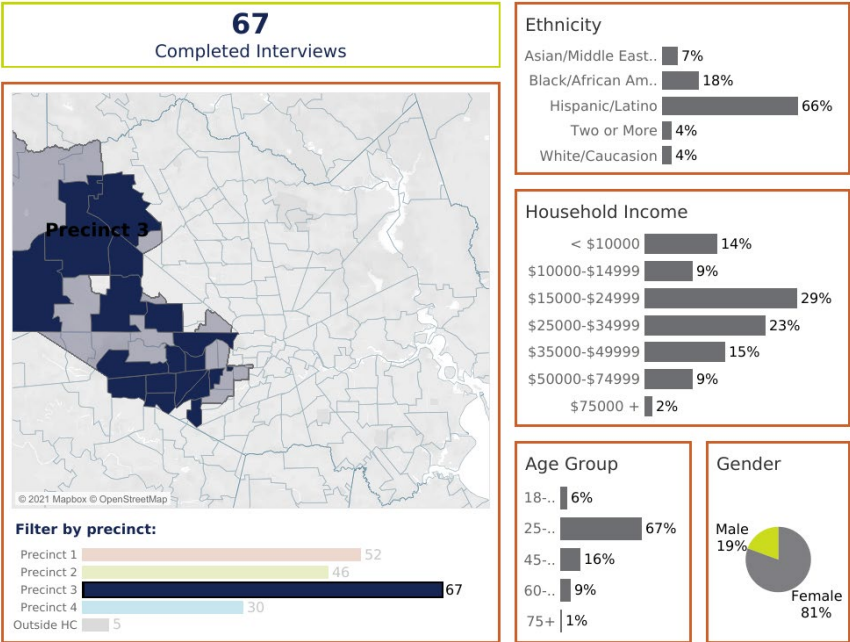 67
Completed Interviews
Precinct 3
© 2021 Mapbox © OpenStreetMap
Filter by precinct:
Precinct 1 52
Precinct 2 46
Precinct 3 67
Precinct 4 30
Outside HC 5
Ethnicity
Asian/Middle East.. 7%
Black/African Am.. 18%
Hispanic/Latino 66%
Two or More 4%
White/Caucasion 4%
Household Income
< $10000 14%
$10000-$14999 9%
$15000-$24999 29%
$25000-$34999 23%
$35000-$49999 15%
$50000-$74999 9%
$75000 + 2%
Age Group
18-.. 6%
25-.. 67%
45-.. 16%
60-.. 9%
75+ 1%
Gender
Male
19%
Female
81%